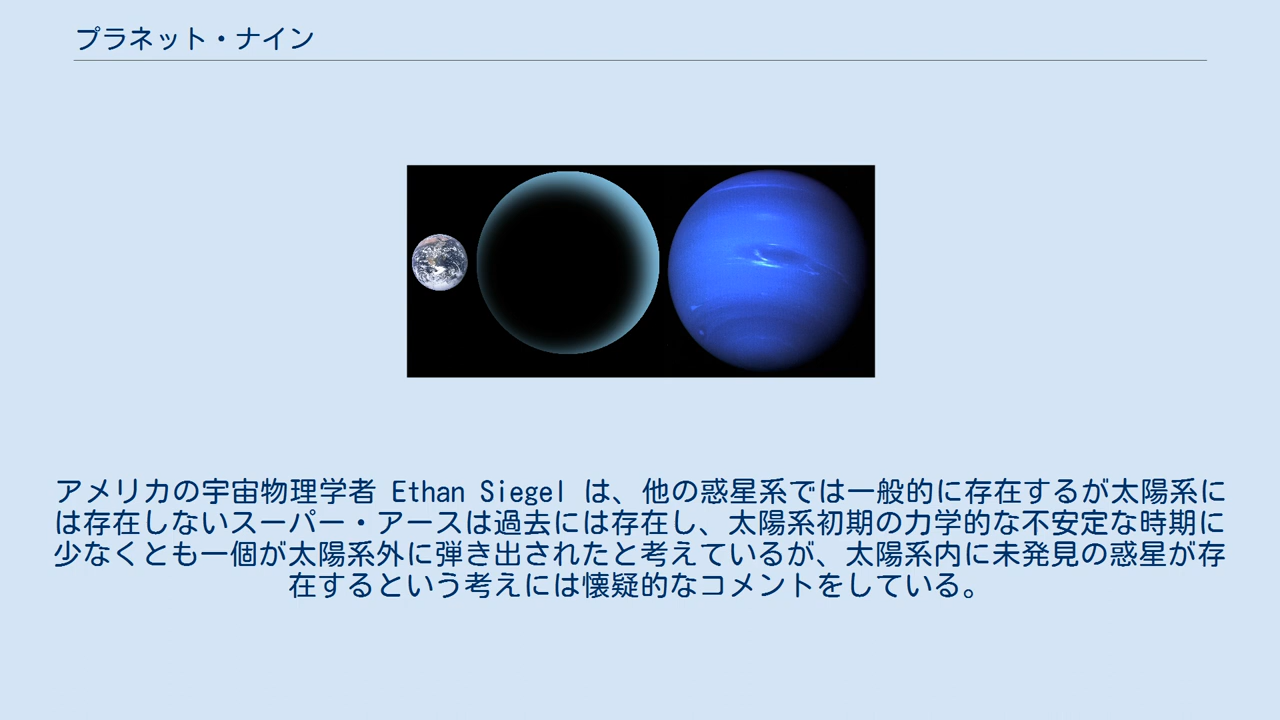 プラネット・ナイン
アメリカの宇宙物理学者 Ethan Siegel は、他の惑星系では一般的に存在するが太陽系に
は存在しないスーパー・アースは過去には存在し、太陽系初期の力学的な不安定な時期に
少なくとも一個が太陽系外に弾き出されたと考えているが、太陽系内に未発見の惑星が存
在するという考えには懐疑的なコメントをしている。